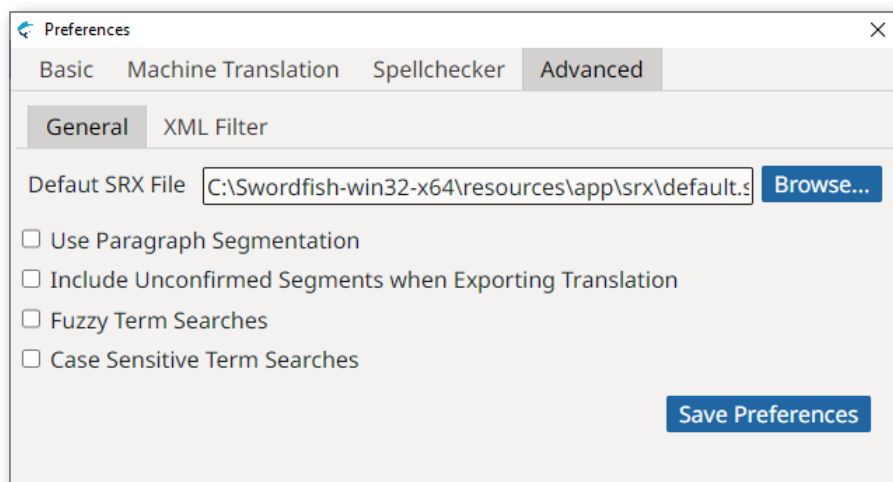 Preferences
Basic Machine Translation Spellchecker Advanced
General XML Filter
Defaut SRX File C:\Swordfish-win32-x64\resources\app\srx\default.s Browse...
Use Paragraph Segmentation
Include Unconfirmed Segments when Exporting Translation
Fuzzy Term Searches
Case Sensitive Term Searches
Save Preferences